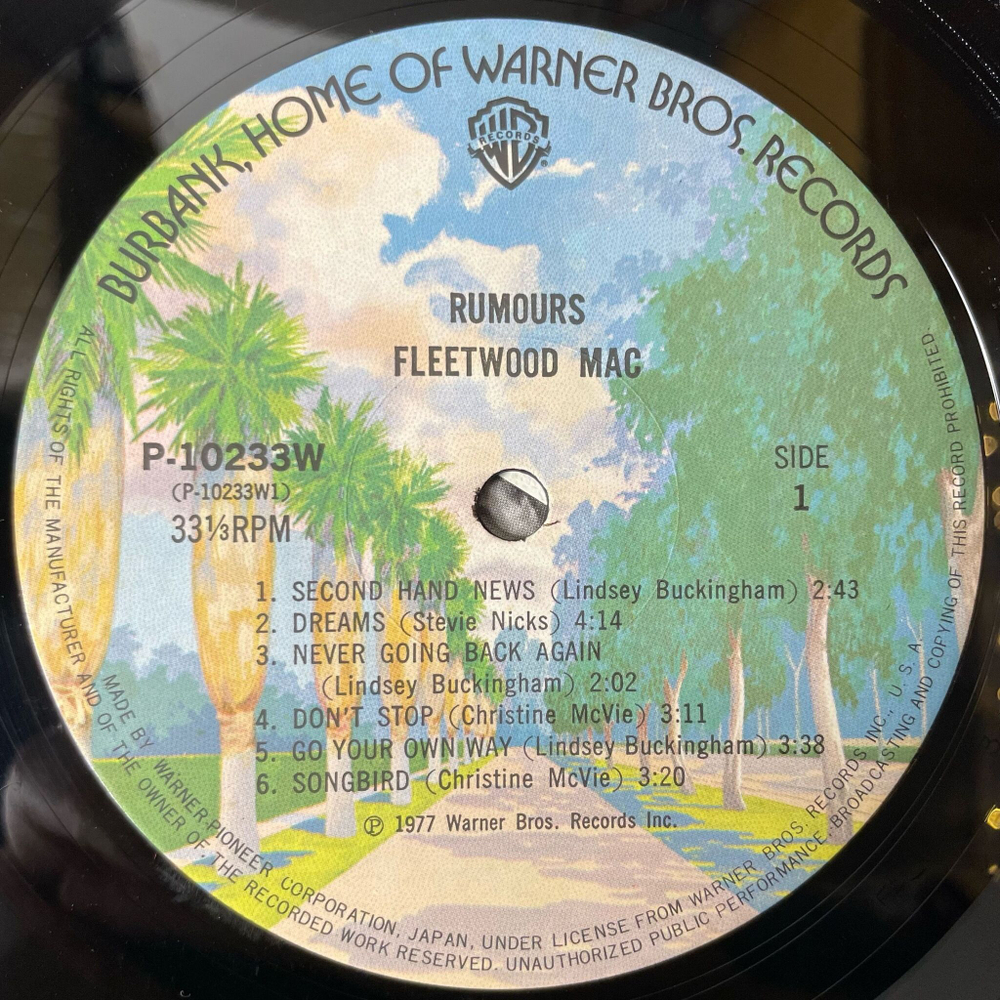 BURBANK, HOME OF WARNER BROS. RECORDS
WB
RECORDS
®
RUMOURS
FLEETWOOD MAC
P-10233W
(P-10233W1)
33⅓RPM
SIDE
1
1. SECOND HAND NEWS (Lindsey Buckingham) 2:43
2. DREAMS (Stevie Nicks) 4:14
3. NEVER GOING BACK AGAIN
(Lindsey Buckingham) 2:02
4. DON'T STOP (Christine McVie) 3:11
5. GO YOUR OWN WAY (Lindsey Buckingham) 3:38
6. SONGBIRD (Christine McVie) 3:20
℗ 1977 Warner Bros. Records Inc.
MADE BY WARNER-PIONEER CORPORATION, JAPAN, UNDER LICENSE FROM WARNER BROS. RECORDS INC., U. S. A.
ALL RIGHTS OF THE MANUFACTURER AND OF THE OWNER OF THE RECORDED WORK RESERVED. UNAUTHORIZED PUBLIC PERFORMANCE, BROADCASTING AND COPYING OF THIS RECORD PROHIBITED.